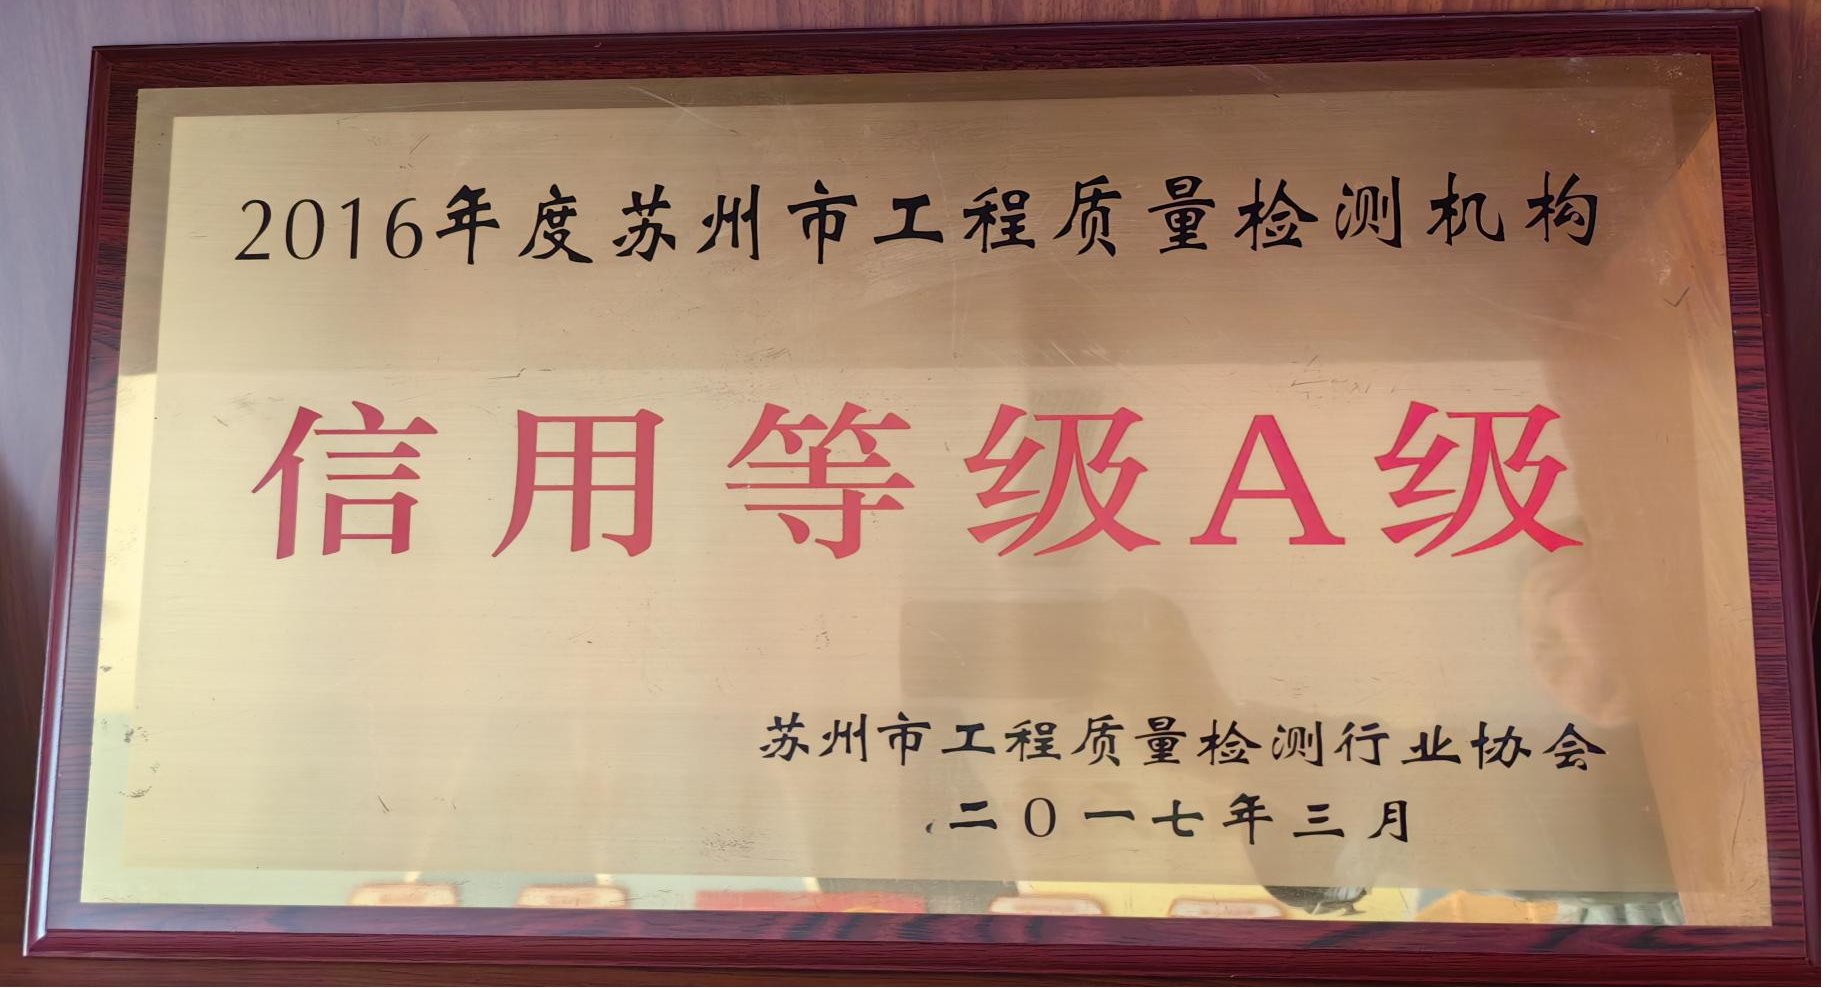 2016年度苏州市工程质量检测机构
信用等级A级
苏州市工程质量检测行业协会
二〇一七年三月